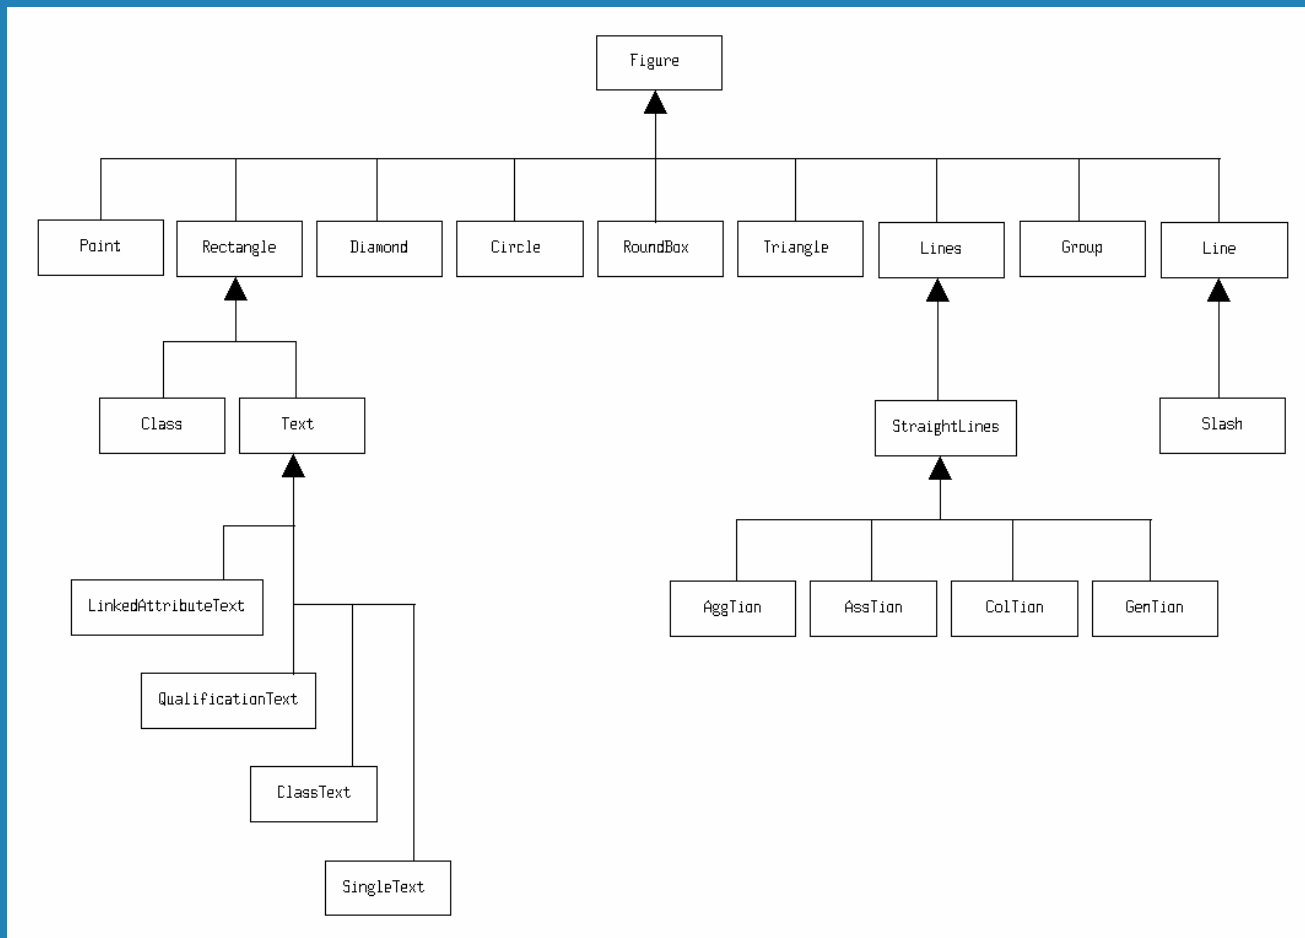 Figure
Point
Rectangle
Diamond
Circle
RoundBox
Triangle
Lines
Group
Line
Class
Text
StraightLines
Slash
LinkedAttributeText
AggTion
AssTion
ColTion
GenTion
QualificationText
ClassText
SingleText